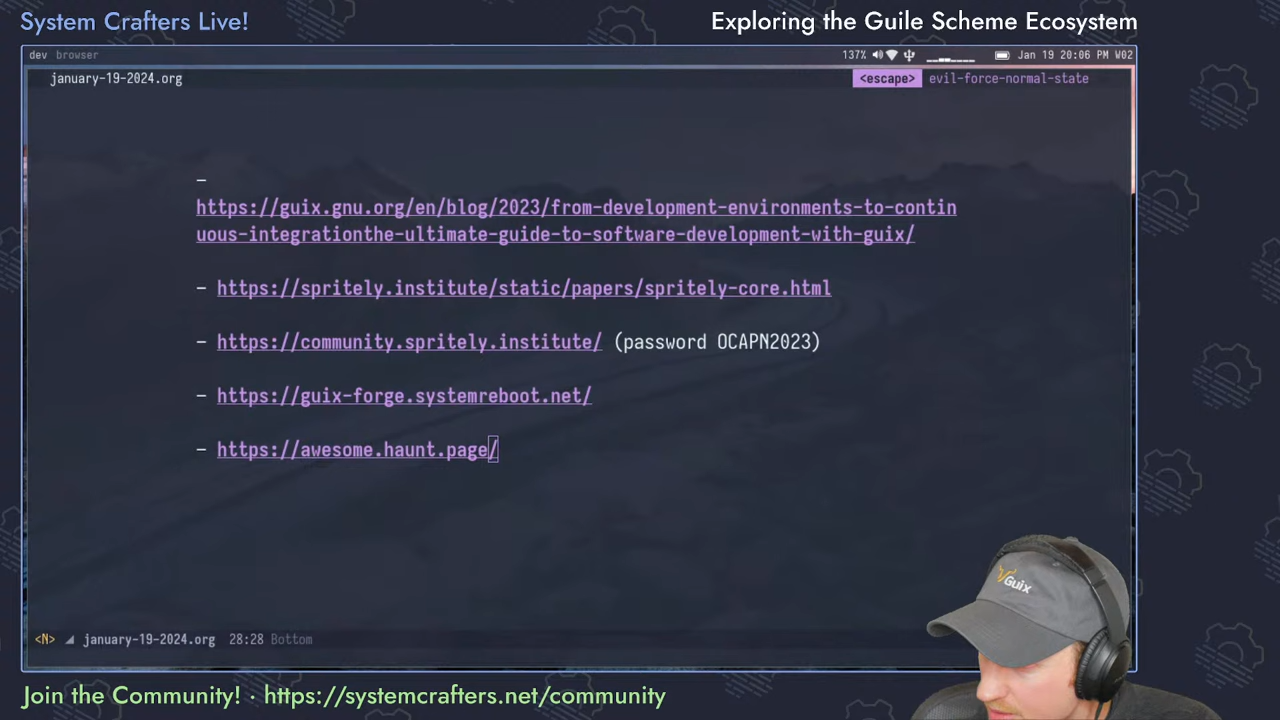 System Crafters Live!
Exploring the Guile Scheme Ecosystem
dev browser
137% Jan 19 20:06 PM W02
january-19-2024.org
<escape> evil-force-normal-state
-
https://guix.gnu.org/en/blog/2023/from-development-environments-to-contin
uous-integrationthe-ultimate-guide-to-software-development-with-guix/
- https://spritely.institute/static/papers/spritely-core.html
- https://community.spritely.institute/ (password OCAPN2023)
- https://guix-forge.systemreboot.net/
- https://awesome.haunt.page/
Guix
<N> january-19-2024.org 28:28 Bottom
Join the Community! · https://systemcrafters.net/community